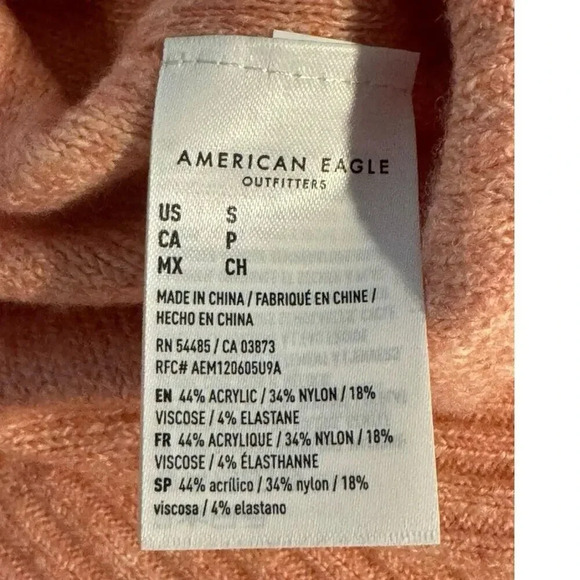 AMERICAN EAGLE
OUTFITTERS
US S
CA P
MX CH
MADE IN CHINA / FABRIQUÉ EN CHINE /
HECHO EN CHINA
RN 54485 / CA 03873
RFC# AEM120605U9A
EN 44% ACRYLIC / 34% NYLON / 18%
VISCOSE / 4% ELASTANE
FR 44% ACRYLIQUE / 34% NYLON / 18%
VISCOSE / 4% ÉLASTHANNE
SP 44% acrílico / 34% nylon / 18%
viscosa / 4% elastano